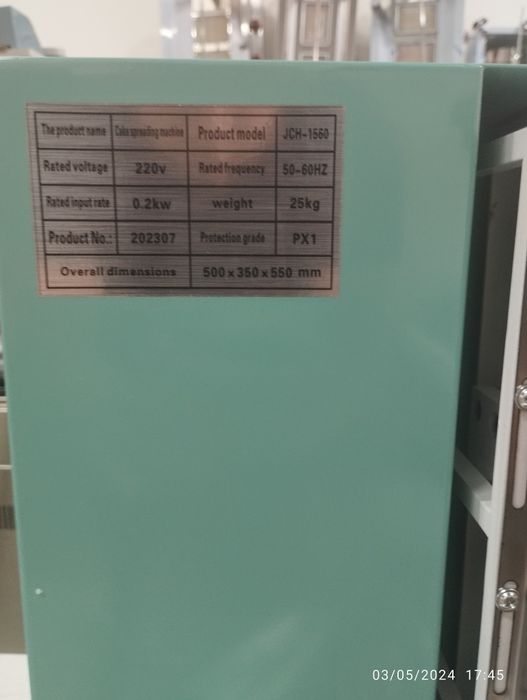 The product name Cake spreading machine Product model JCH-1560
Rated voltage 220v Rated frequency 50-60HZ
Rated input rate 0.2kw weight 25kg
Product No.: 202307 Protection grade PX1
Overall dimensions 500×350×550 mm
03/05/2024 17:45